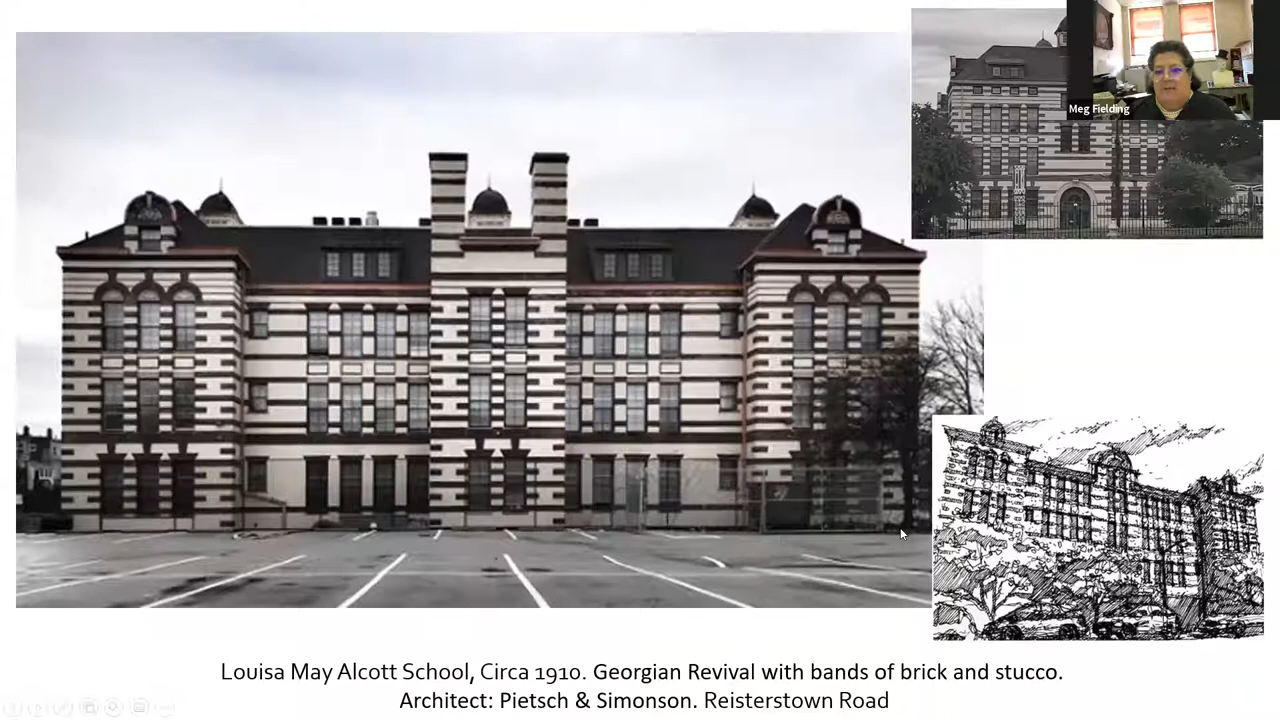 Meg Fielding
Louisa May Alcott School, Circa 1910. Georgian Revival with bands of brick and stucco.
Architect: Pietsch & Simonson. Reisterstown Road